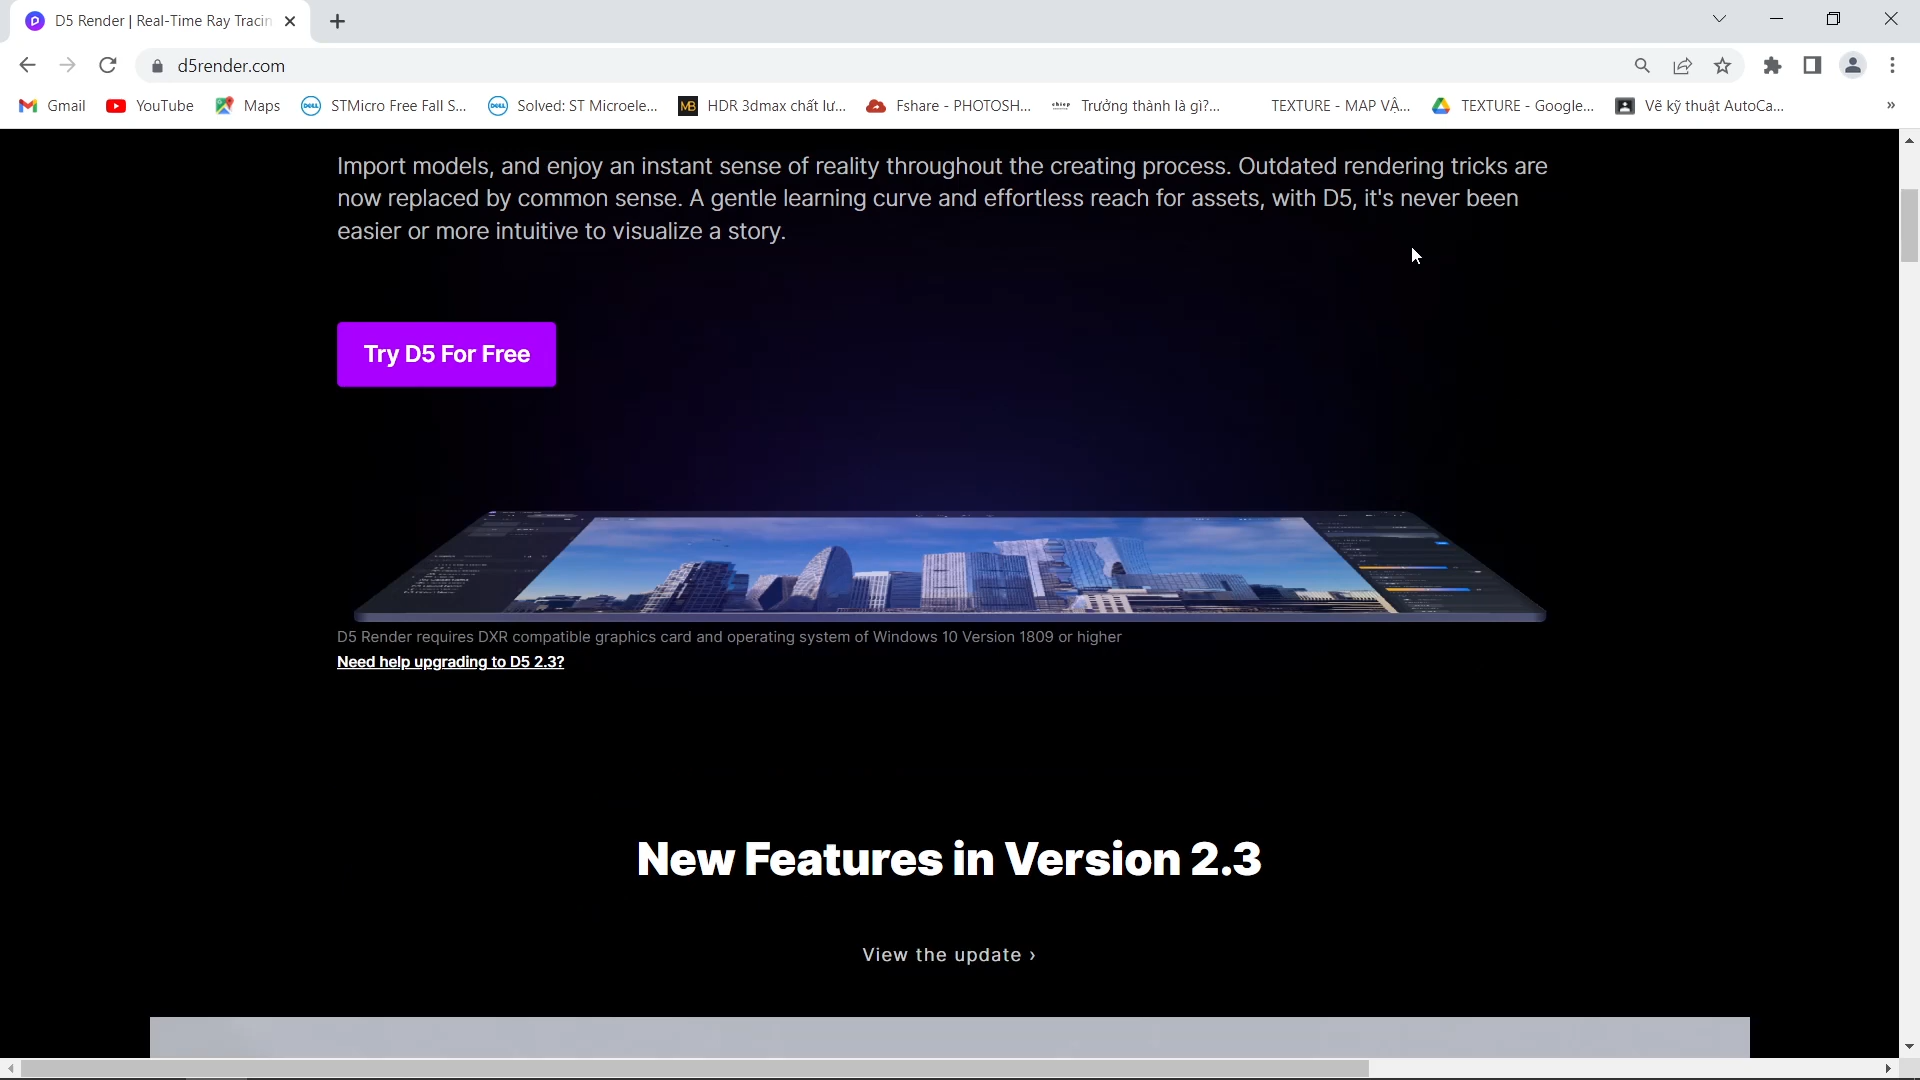 D5 Render | Real-Time Ray Tracin
d5render.com
Gmail
YouTube
Maps
STMicro Free Fall S...
Solved: ST Microele...
HDR 3dmax chất lư...
Fshare - PHOTOSH...
Trưởng thành là gì?...
TEXTURE - MAP VẬ...
TEXTURE - Google...
Vẽ kỹ thuật AutoCa...
»
Import models, and enjoy an instant sense of reality throughout the creating process. Outdated rendering tricks are
now replaced by common sense. A gentle learning curve and effortless reach for assets, with D5, it's never been
easier or more intuitive to visualize a story.
Try D5 For Free
D5 Render requires DXR compatible graphics card and operating system of Windows 10 Version 1809 or higher
Need help upgrading to D5 2.3?
New Features in Version 2.3
View the update ›